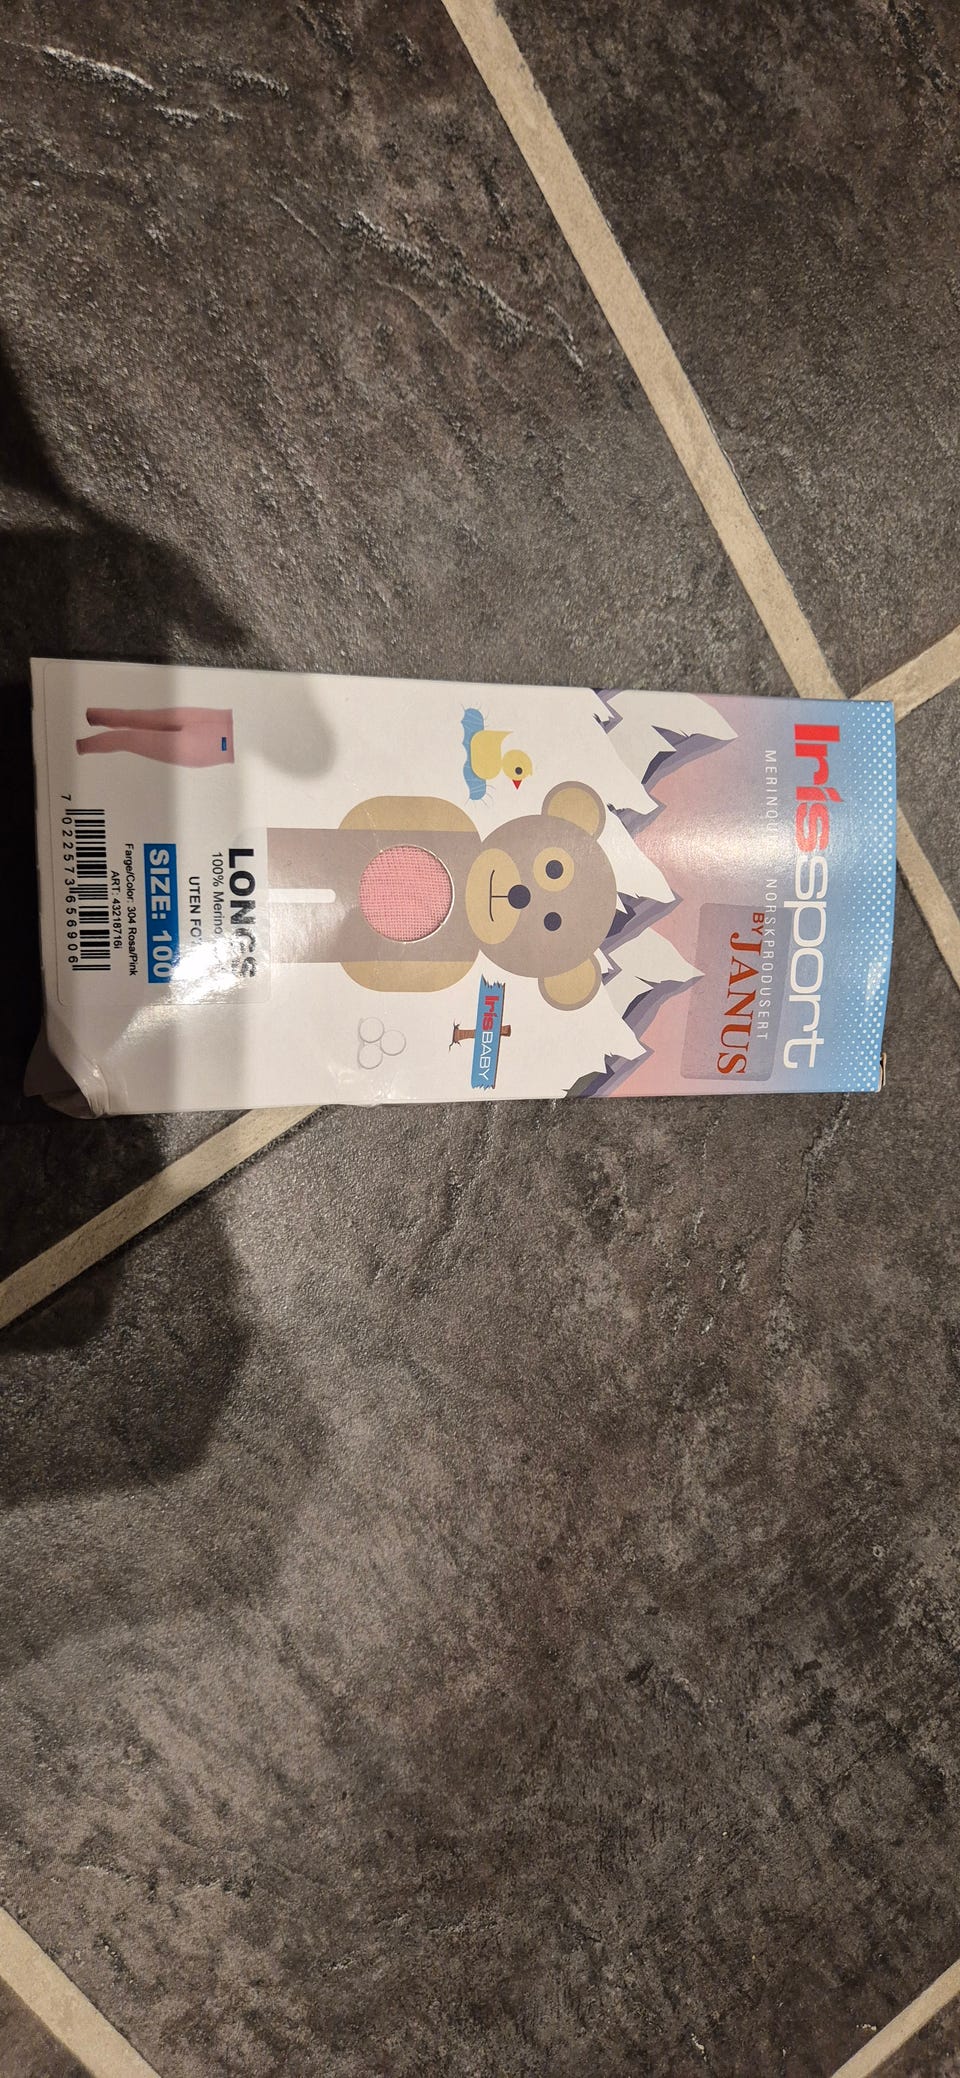 Irissport
MERINOULL NORSKPRODUSERT
BY JANUS
IrisBABY
LONGS
100% Merino
UTEN
SIZE: 100
Farge/Color: 304 Rosa/Pink
ART: 43218716i
7 022573 656906